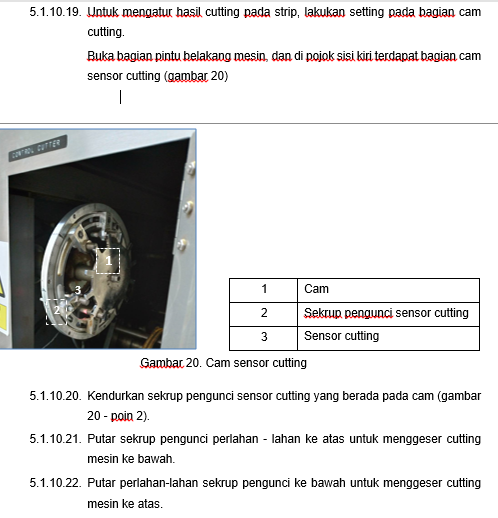 5.1.10.19. Untuk mengatur hasil cutting pada strip, lakukan setting pada bagian cam
cutting.
Buka bagian pintu belakang mesin, dan di pojok sisi kiri terdapat bagian cam
sensor cutting (gambar 20)
CONTROL CUTTER
1
3
2
1 Cam
2 Sekrup pengunci sensor cutting
3 Sensor cutting
Gambar 20. Cam sensor cutting
5.1.10.20. Kendurkan sekrup pengunci sensor cutting yang berada pada cam (gambar
20 - poin 2).
5.1.10.21. Putar sekrup pengunci perlahan - lahan ke atas untuk menggeser cutting
mesin ke bawah.
5.1.10.22. Putar perlahan-lahan sekrup pengunci ke bawah untuk menggeser cutting
mesin ke atas.